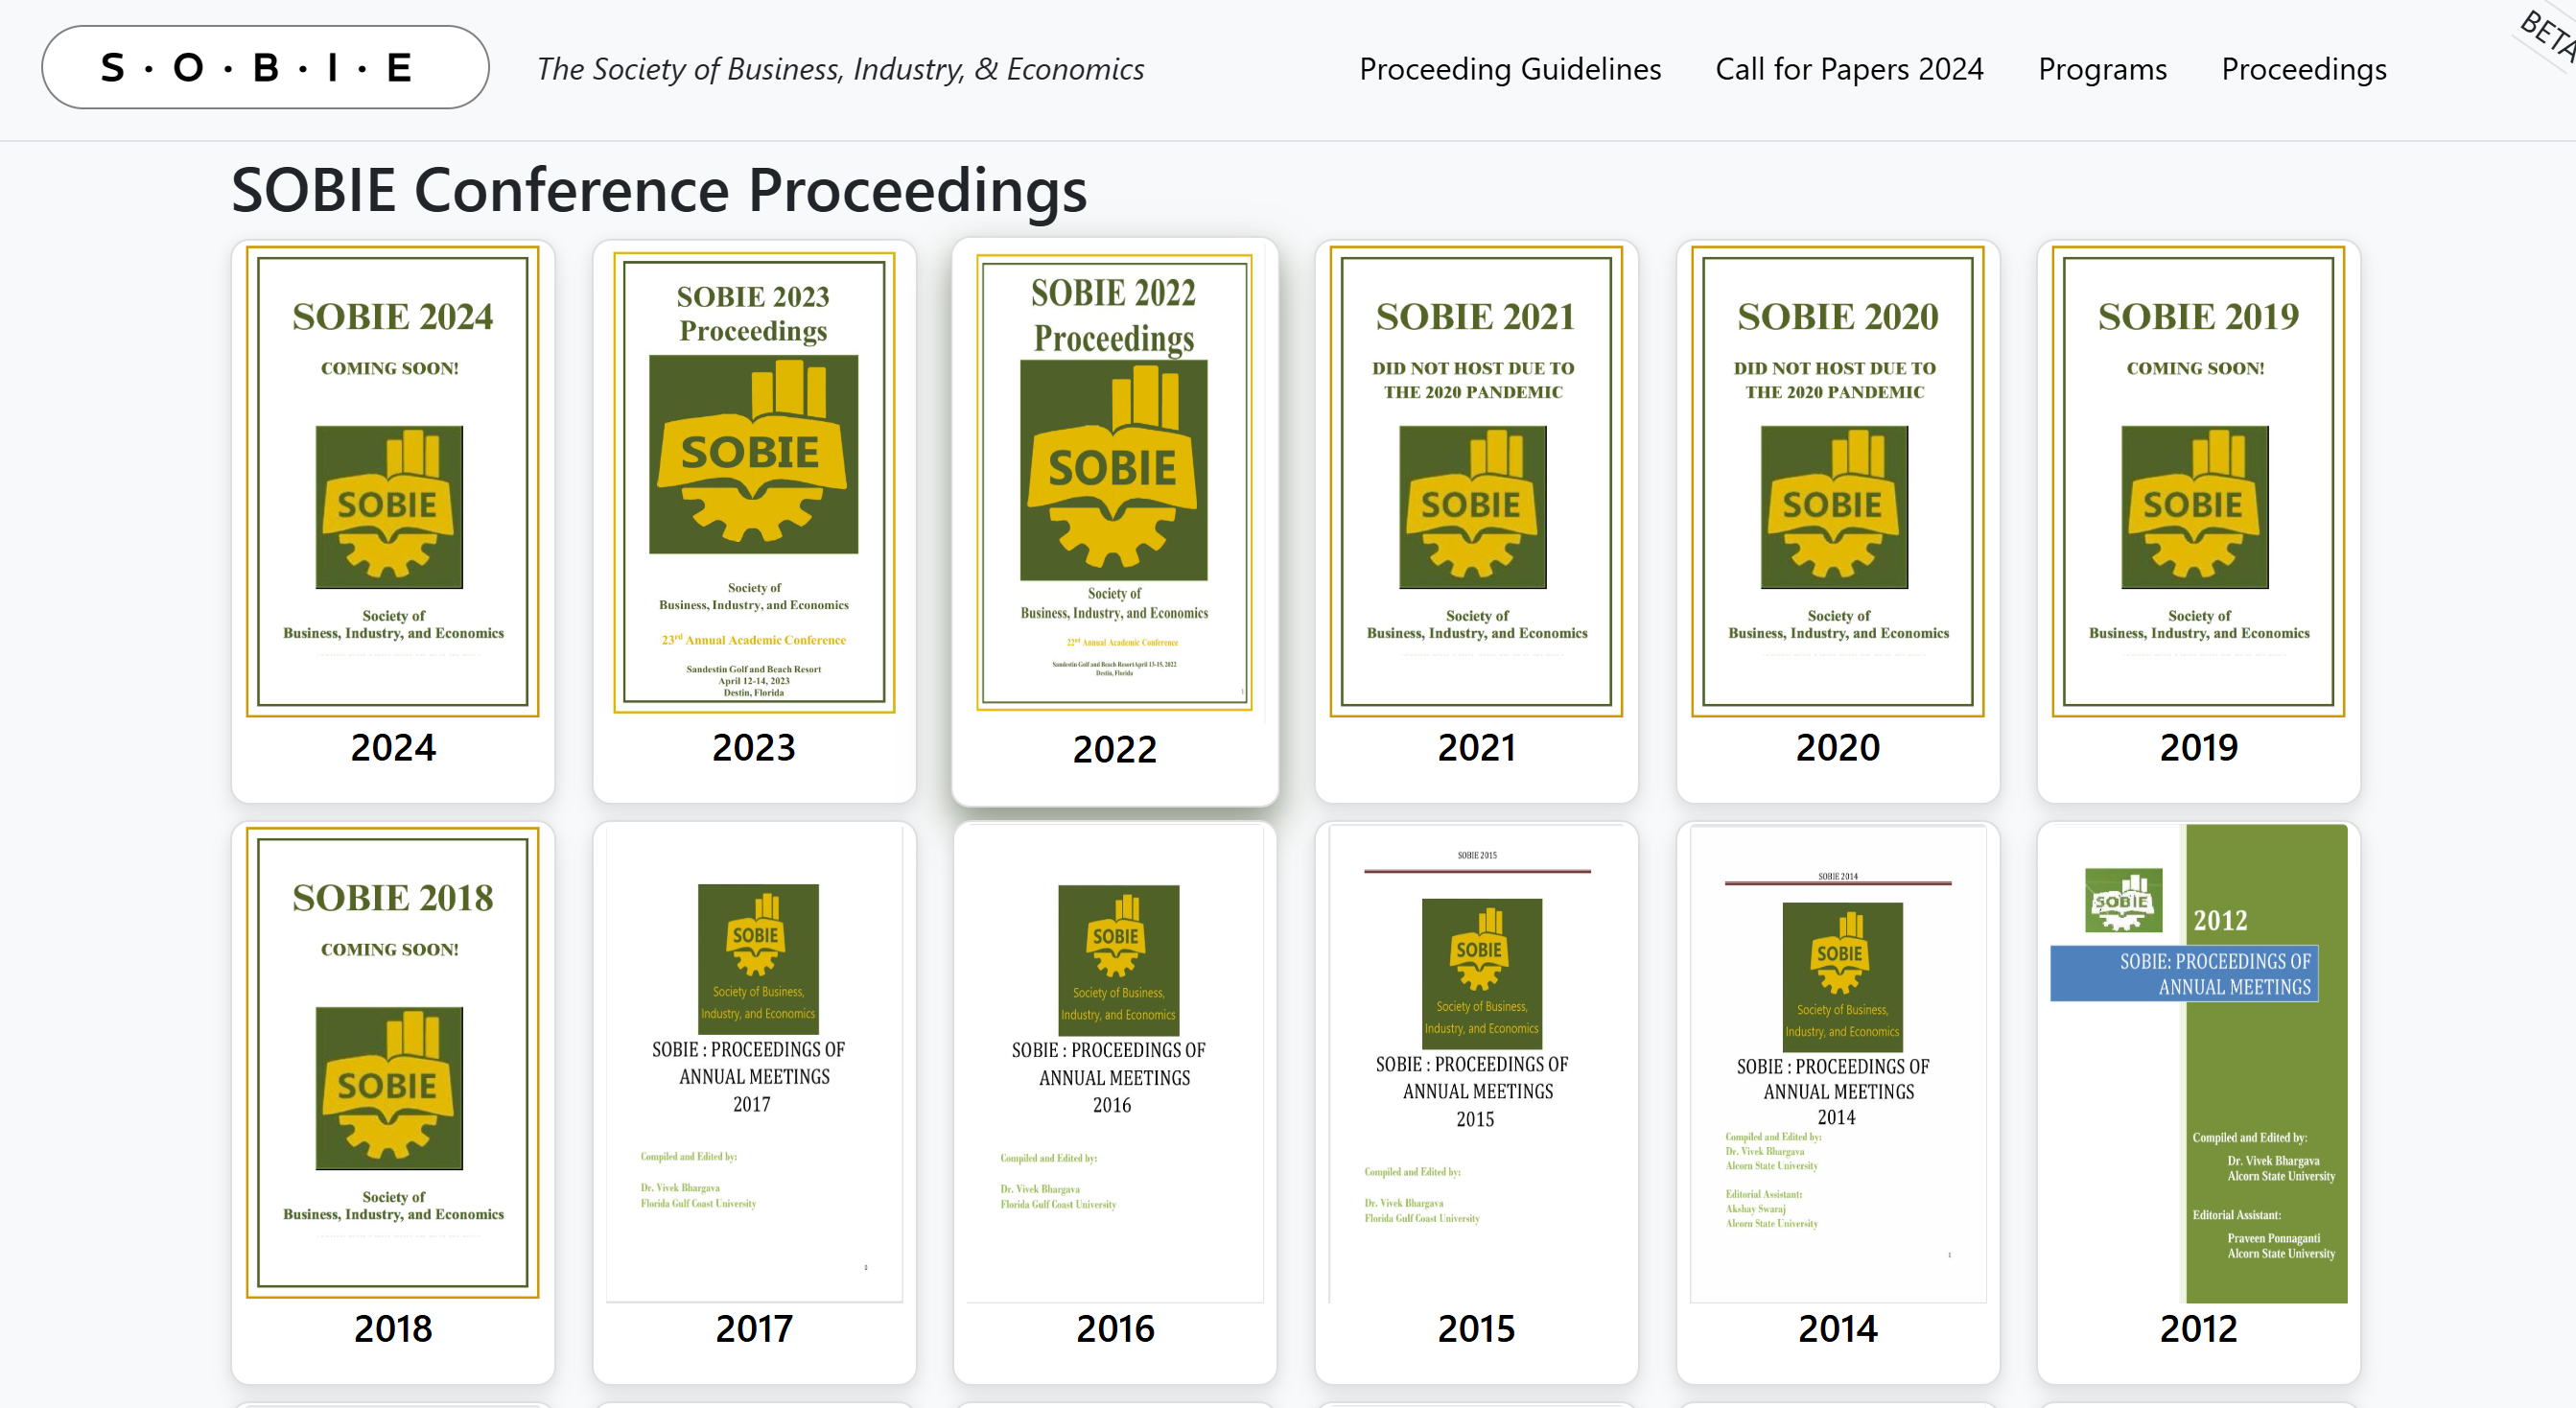 S · O · B · I · E
The Society of Business, Industry, & Economics
Proceeding Guidelines
Call for Papers 2024
Programs
Proceedings
BETA
SOBIE Conference Proceedings
SOBIE 2024
COMING SOON!
SOBIE
Society of
Business, Industry, and Economics
2024
SOBIE 2023
Proceedings
SOBIE
Society of
Business, Industry, and Economics
23rd Annual Academic Conference
Sandestin Golf and Beach Resort
April 12-14, 2023
Destin, Florida
2023
SOBIE 2022
Proceedings
SOBIE
Society of
Business, Industry, and Economics
22nd Annual Academic Conference
Sandestin Golf and Beach Resort April 13-15, 2022
Destin, Florida
2022
SOBIE 2021
DID NOT HOST DUE TO
THE 2020 PANDEMIC
SOBIE
Society of
Business, Industry, and Economics
2021
SOBIE 2020
DID NOT HOST DUE TO
THE 2020 PANDEMIC
SOBIE
Society of
Business, Industry, and Economics
2020
SOBIE 2019
COMING SOON!
SOBIE
Society of
Business, Industry, and Economics
2019
SOBIE 2018
COMING SOON!
SOBIE
Society of
Business, Industry, and Economics
2018
SOBIE
Society of Business,
Industry, and Economics
SOBIE : PROCEEDINGS OF
ANNUAL MEETINGS
2017
Compiled and Edited by:
Dr. Vivek Bhargava
Florida Gulf Coast University
2017
SOBIE
Society of Business,
Industry, and Economics
SOBIE : PROCEEDINGS OF
ANNUAL MEETINGS
2016
Compiled and Edited by:
Dr. Vivek Bhargava
Florida Gulf Coast University
2016
SOBIE 2015
SOBIE
Society of Business,
Industry, and Economics
SOBIE : PROCEEDINGS OF
ANNUAL MEETINGS
2015
Compiled and Edited by:
Dr. Vivek Bhargava
Florida Gulf Coast University
2015
SOBIE 2014
SOBIE
Society of Business,
Industry, and Economics
SOBIE : PROCEEDINGS OF
ANNUAL MEETINGS
2014
Compiled and Edited by:
Dr. Vivek Bhargava
Alcorn State University
Editorial Assistant:
Akshay Swaraj
Alcorn State University
1
2014
SOBIE
2012
SOBIE: PROCEEDINGS OF
ANNUAL MEETINGS
Compiled and Edited by:
Dr. Vivek Bhargava
Alcorn State University
Editorial Assistant:
Praveen Ponnaganti
Alcorn State University
2012